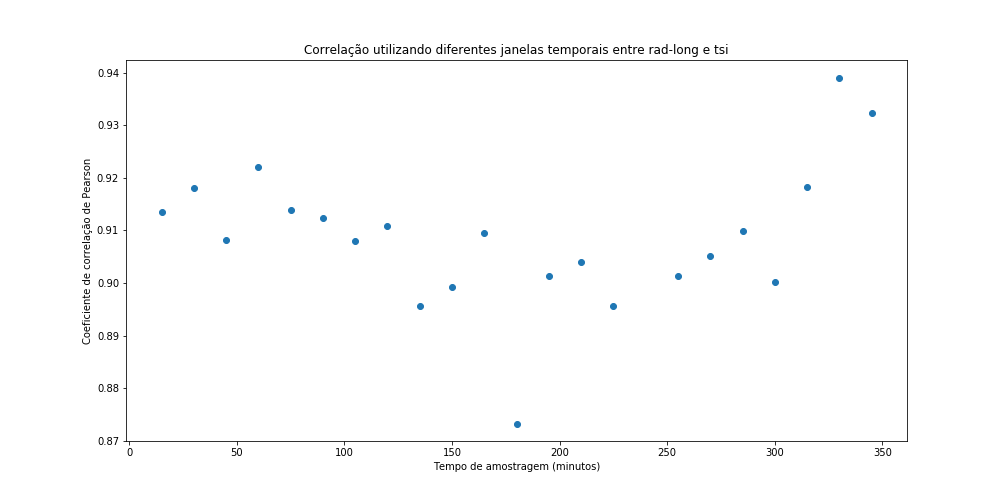 Correlação utilizando diferentes janelas temporais entre rad-long e tsi
0.94
0.93
0.92
0.91
0.90
0.89
0.88
0.87
Coeficiente de correlação de Pearson
0 50 100 150 200 250 300 350
Tempo de amostragem (minutos)